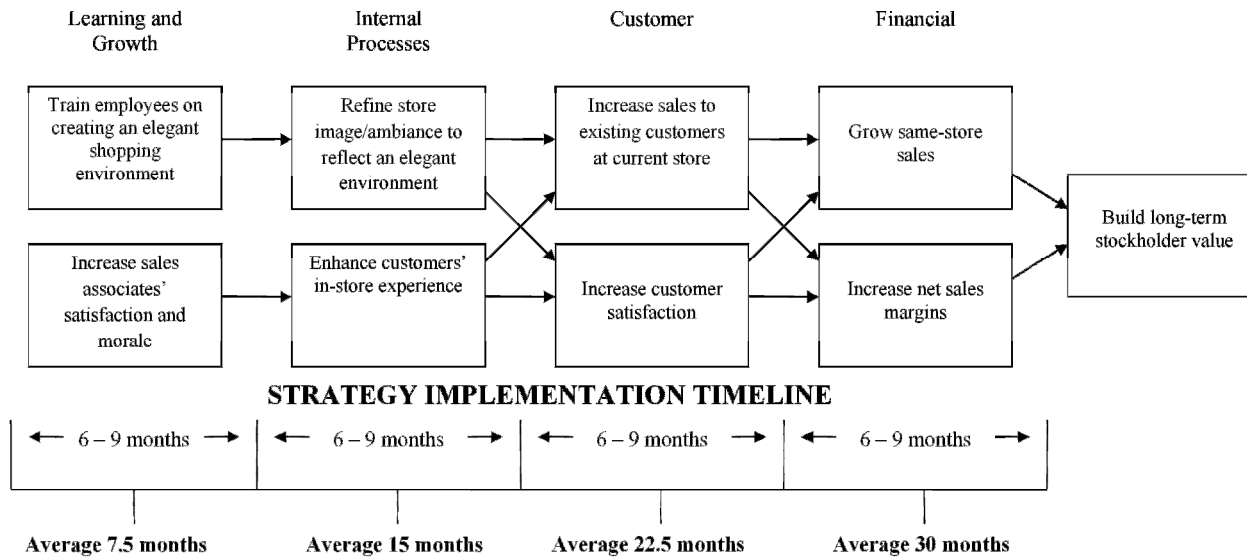 Learning and
Growth
Internal
Processes
Customer
Financial
Train employees on
creating an elegant
shopping
environment
Refine store
image/ambiance to
reflect an elegant
environment
Increase sales to
existing customers
at current store
Grow same-store
sales
Build long-term
stockholder value
Increase sales
associates’
satisfaction and
morale
Enhance customers’
in-store experience
Increase customer
satisfaction
Increase net sales
margins
STRATEGY IMPLEMENTATION TIMELINE
6 – 9 months
6 – 9 months
6 – 9 months
6 – 9 months
Average 7.5 months
Average 15 months
Average 22.5 months
Average 30 months